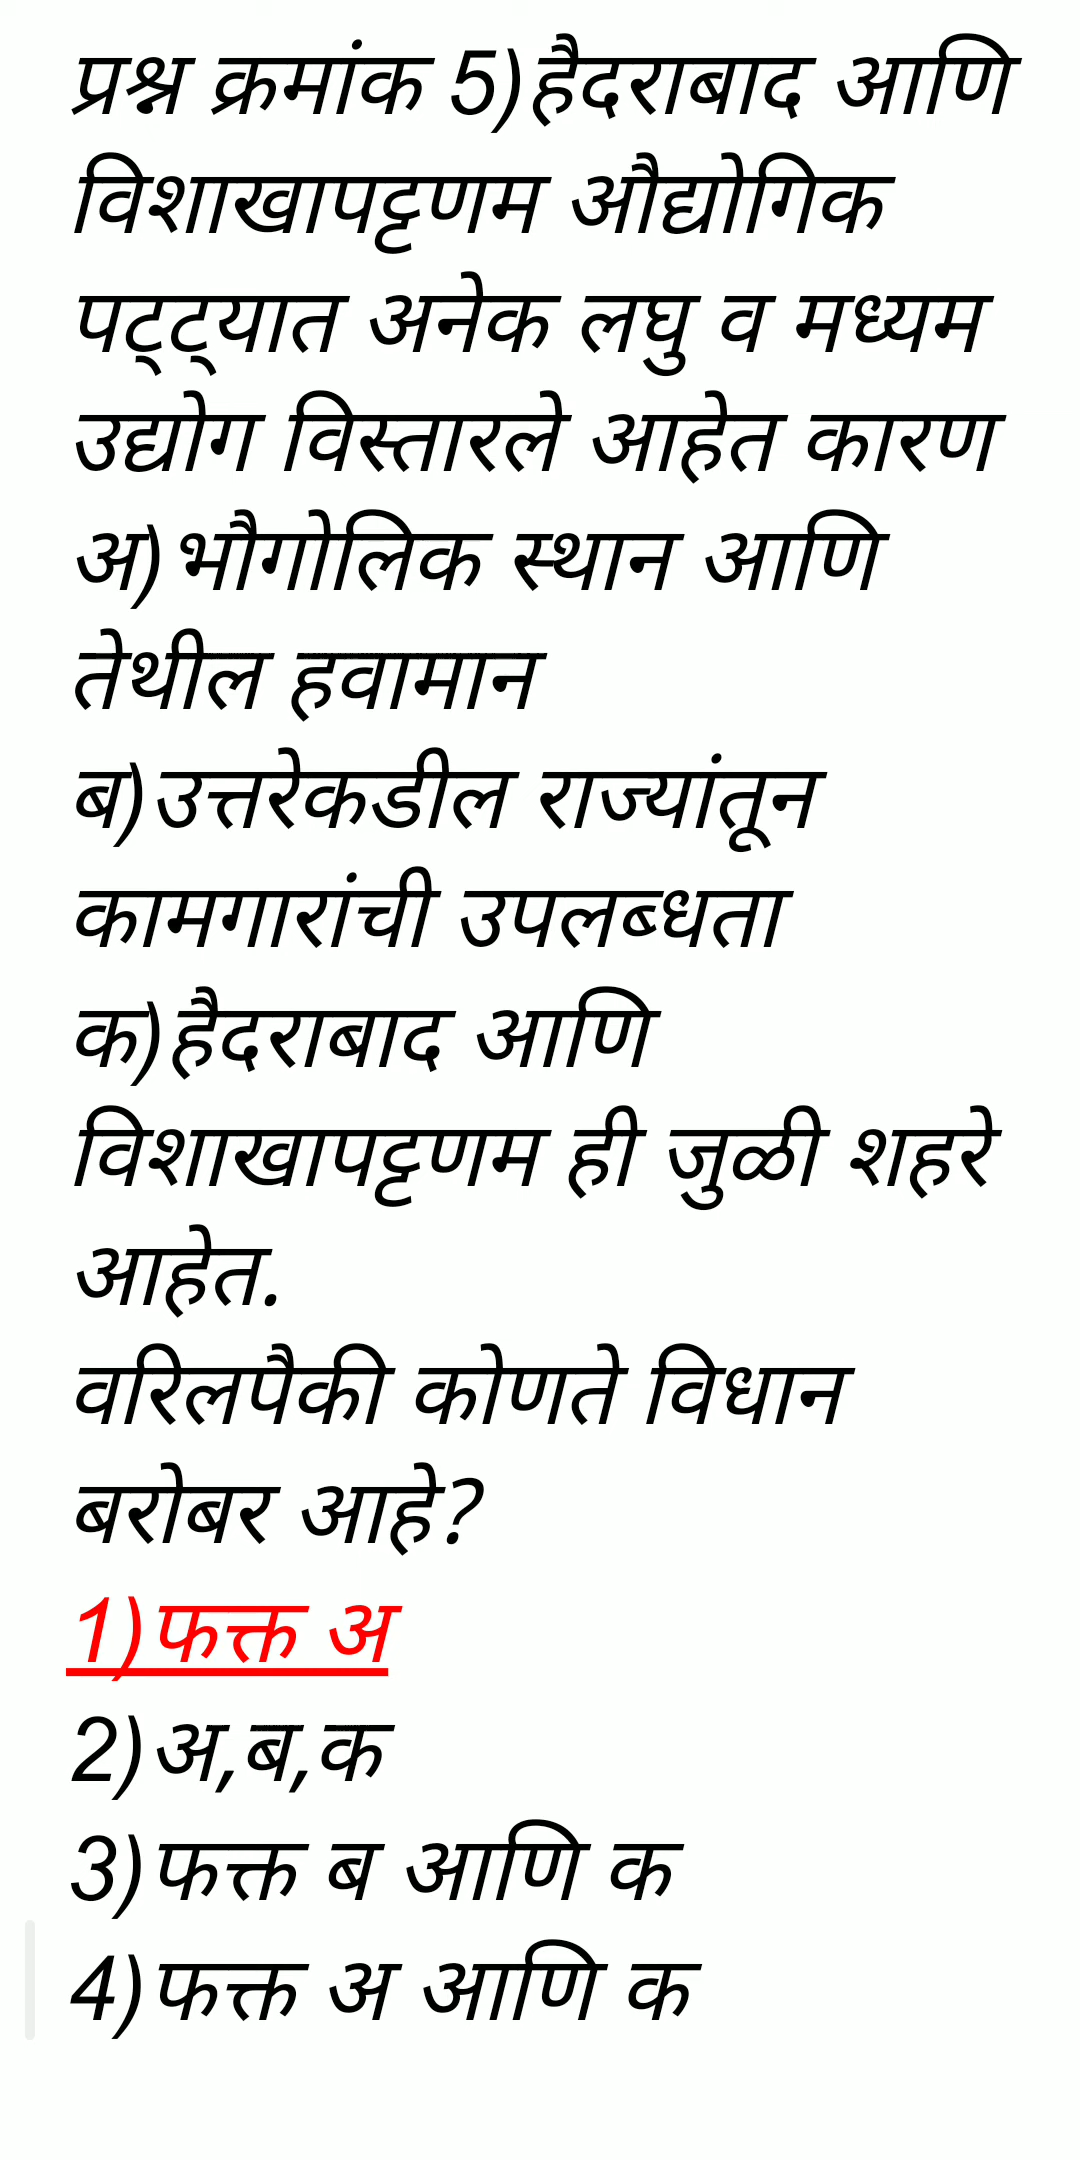 प्रश्न क्रमांक 5)हैदराबाद आणि
विशाखापट्टणम औद्योगिक
पट्ट्यात अनेक लघु व मध्यम
उद्योग विस्तारले आहेत कारण
अ)भौगोलिक स्थान आणि
तेथील हवामान
ब)उत्तरेकडील राज्यांतून
कामगारांची उपलब्धता
क)हैदराबाद आणि
विशाखापट्टणम ही जुळी शहरे
आहेत.
वरिलपैकी कोणते विधान
बरोबर आहे?
1)फक्त अ
2)अ,ब,क
3)फक्त ब आणि क
4)फक्त अ आणि क